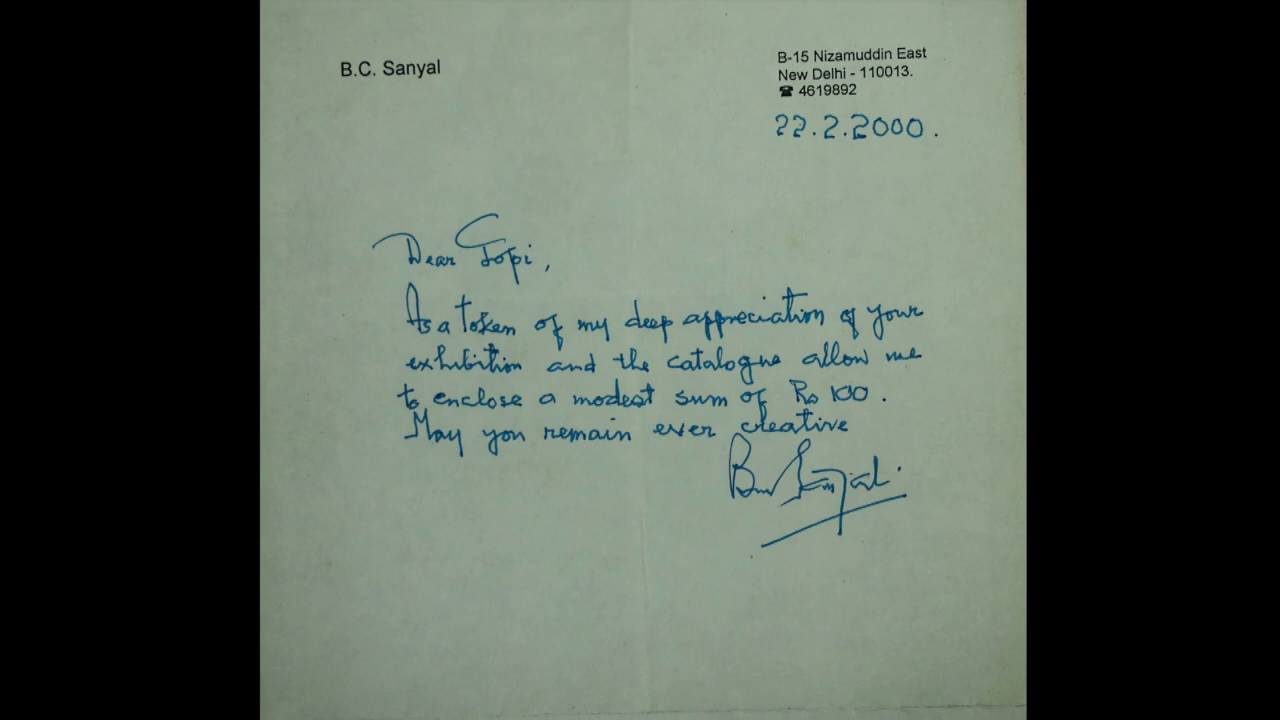 B.C. Sanyal
B-15 Nizamuddin East
New Delhi - 110013.
☎ 4619892
22.2.2000.
Dear Gopi,
As a token of my deep appreciation of your
exhibition and the catalogue allow me
to enclose a modest sum of Rs 100.
May you remain ever creative
Sanyal.